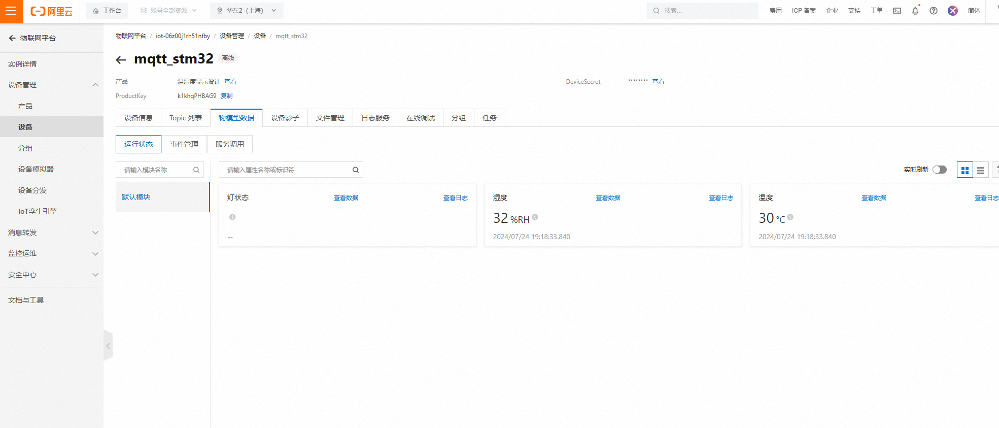 阿里云 工作台 账号全部资源 华东2（上海） 搜索... 费用 ICP 备案 企业 支持 工单 简体
物联网平台
实例详情
设备管理
产品
设备
分组
设备模拟器
设备分发
IoT孪生引擎
消息转发
监控运维
安全中心
文档与工具
物联网平台 / iot-06z00j1rh51nfby / 设备管理 / 设备 / mqtt_stm32
mqtt_stm32 离线
产品 温湿度显示设计 查看 DeviceSecret ******** 查看
ProductKey k1khqPHBAG9 复制
设备信息 Topic 列表 物模型数据 设备影子 文件管理 日志服务 在线调试 分组 任务
运行状态 事件管理 服务调用
请输入模块名称 请输入属性名称或标识符 实时刷新
默认模块
灯状态 查看数据 查看日志
--
湿度 查看数据 查看日志
32 %RH
2024/07/24 19:18:33.840
温度 查看数据 查看日志
30 °C
2024/07/24 19:18:33.840